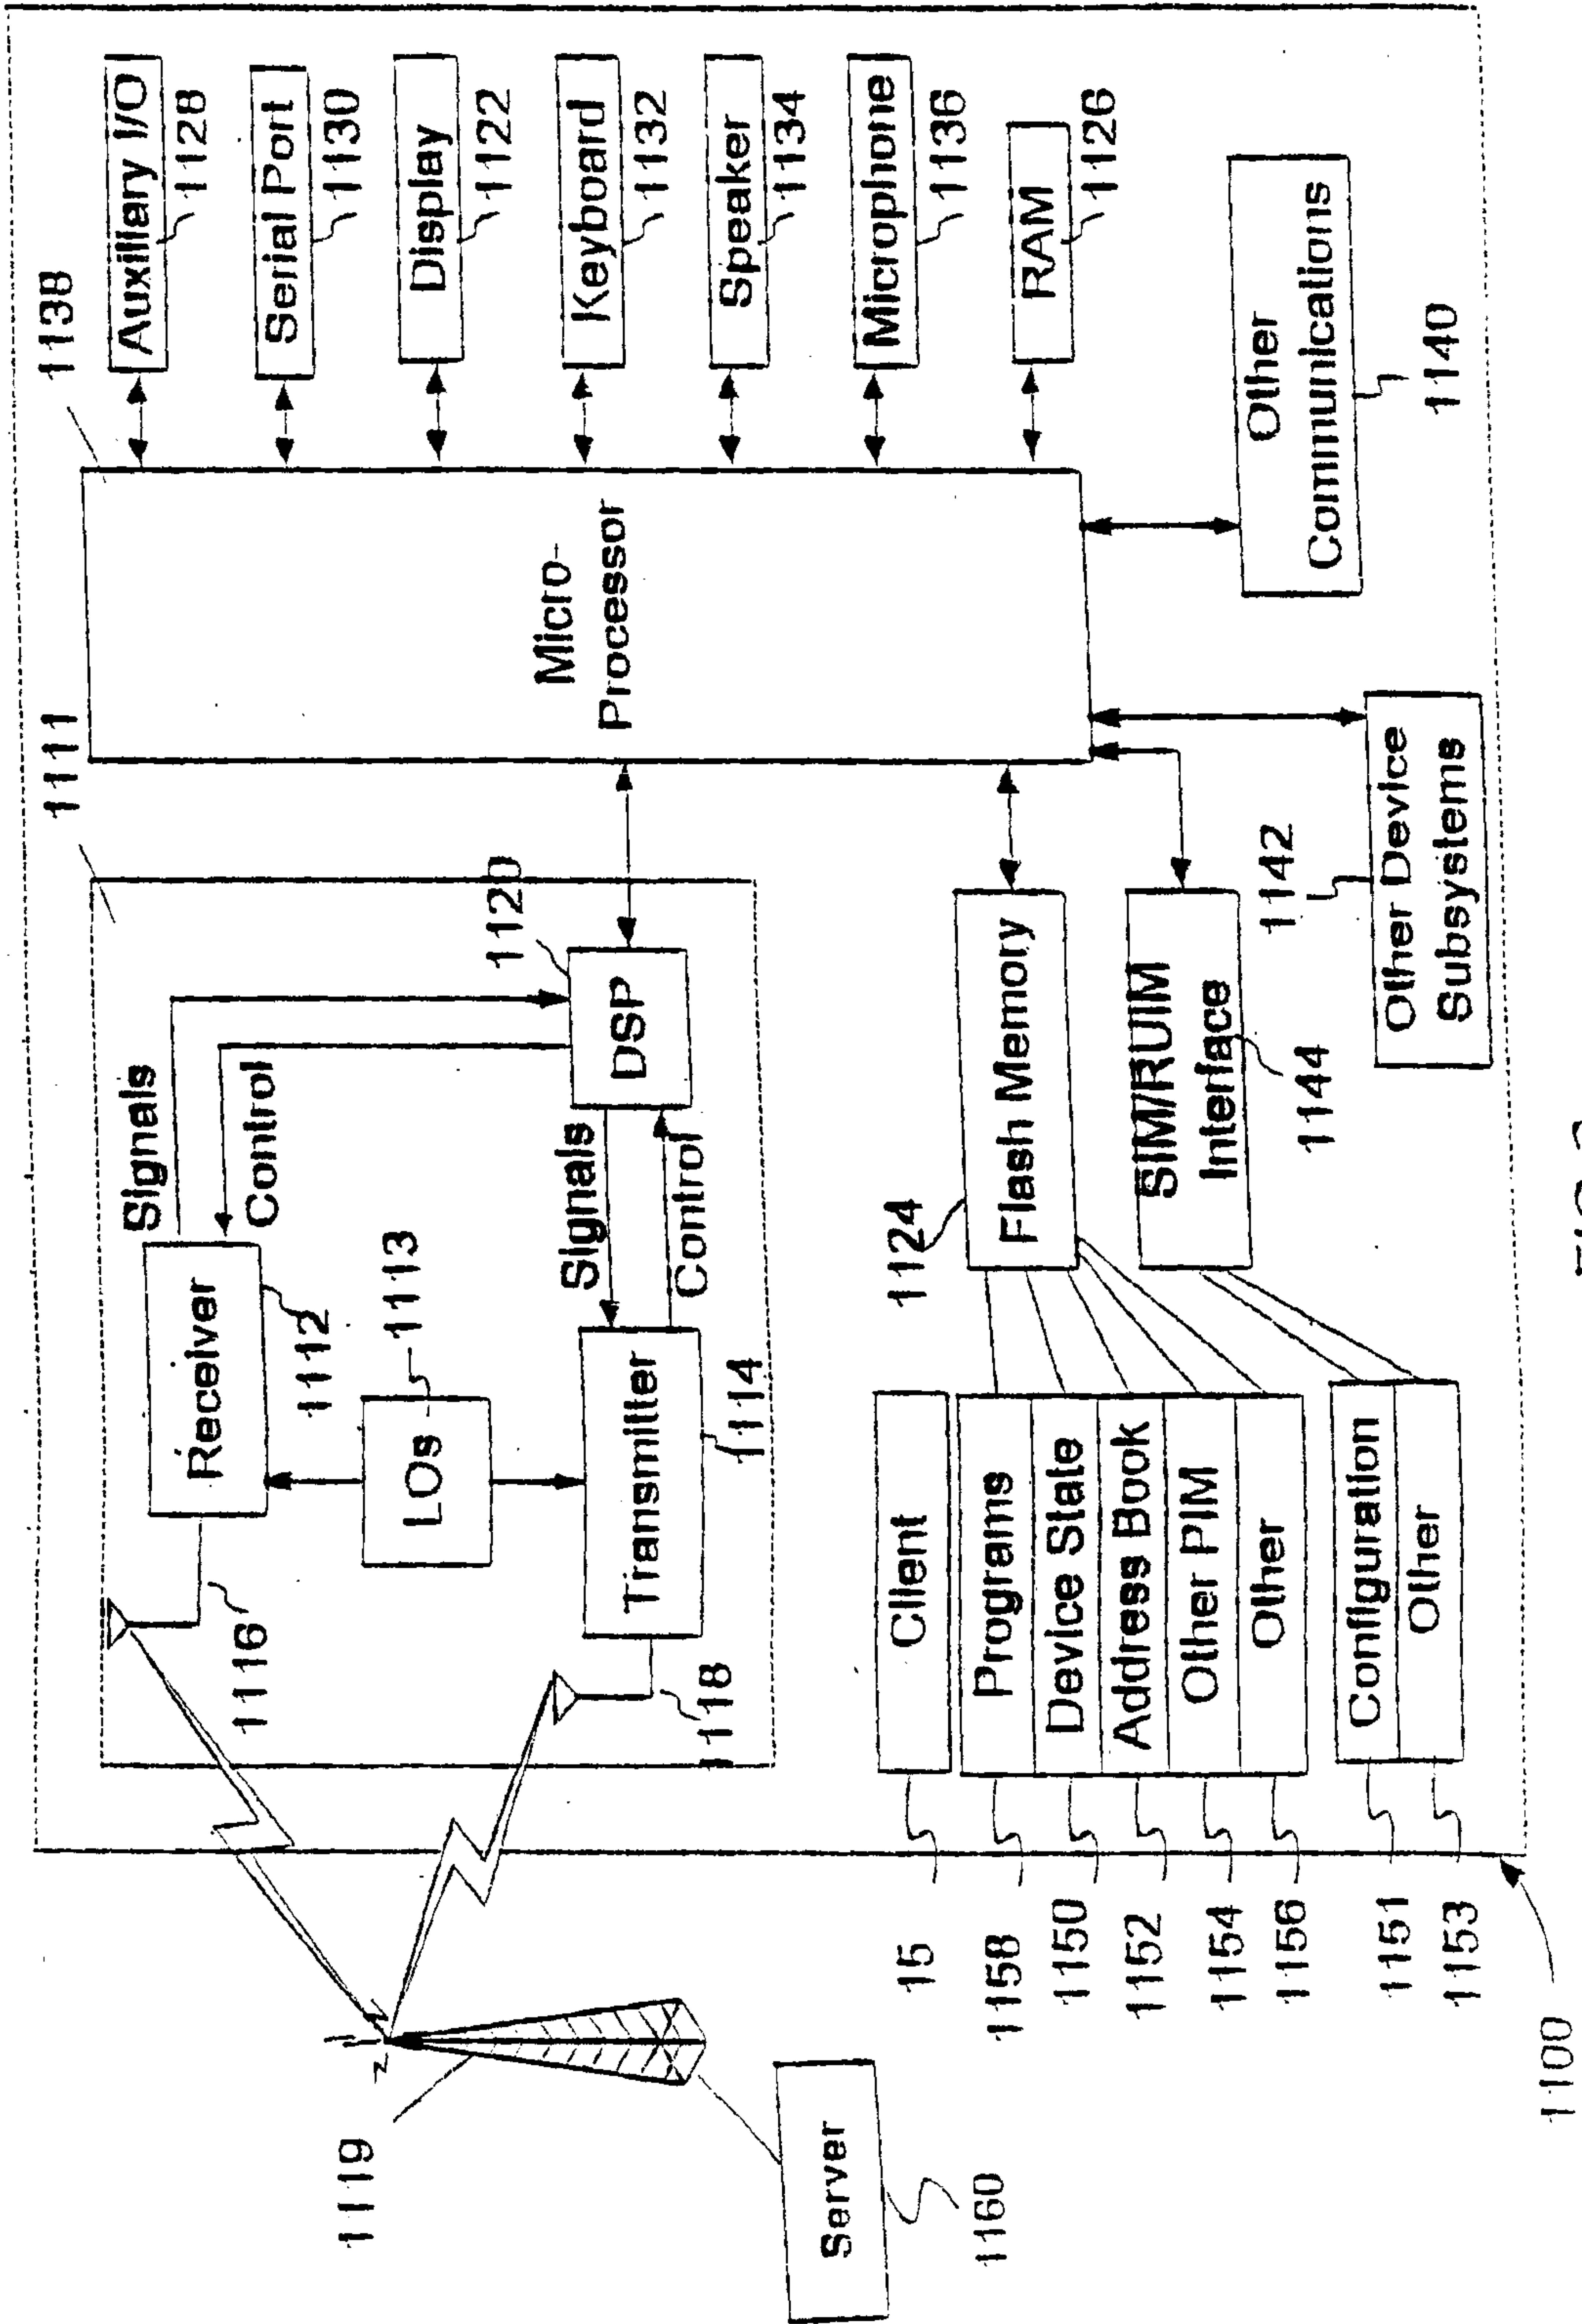 1138
1111
Auxiliary I/O
1128
Serial Port
1130
Display
1122
Keyboard
1132
Speaker
1134
Microphone
1136
RAM
1126
Other
Communications
1140
Micro-
Processor
Other Device
Subsystems
1142
Signals
Control
Receiver
1112
1116
LOs
1113
DSP
1120
Signals
Control
Transmitter
1114
1118
Flash Memory
1124
SIM/RUIM
Interface
1144
Client
Programs
Device State
Address Book
Other PIM
Other
Configuration
Other
15
1158
1150
1152
1154
1156
1151
1153
1119
Server
1160
1100